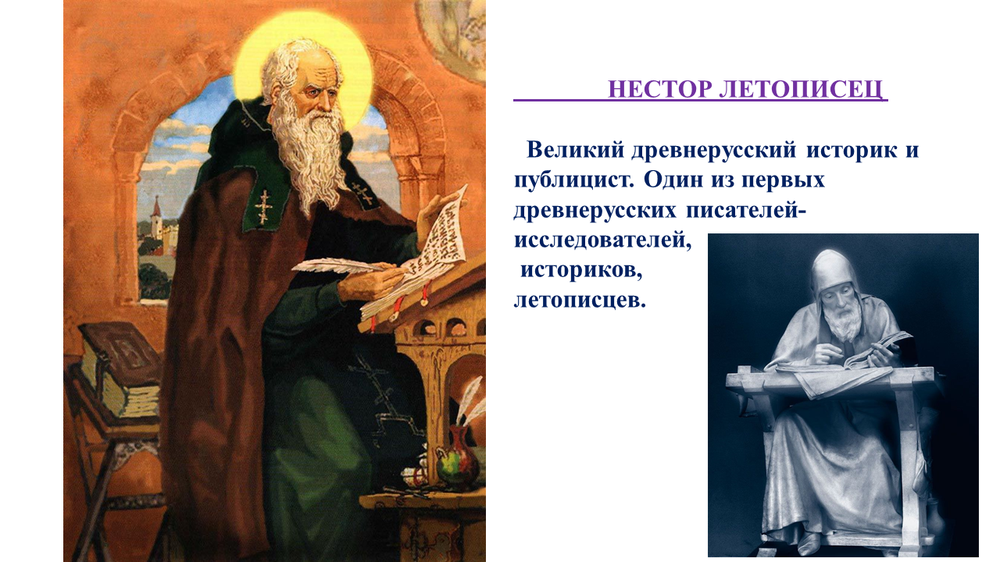 НЕСТОР ЛЕТОПИСЕЦ
Великий древнерусский историк и
публицист. Один из первых
древнерусских писателей-
исследователей,
историков,
летописцев.